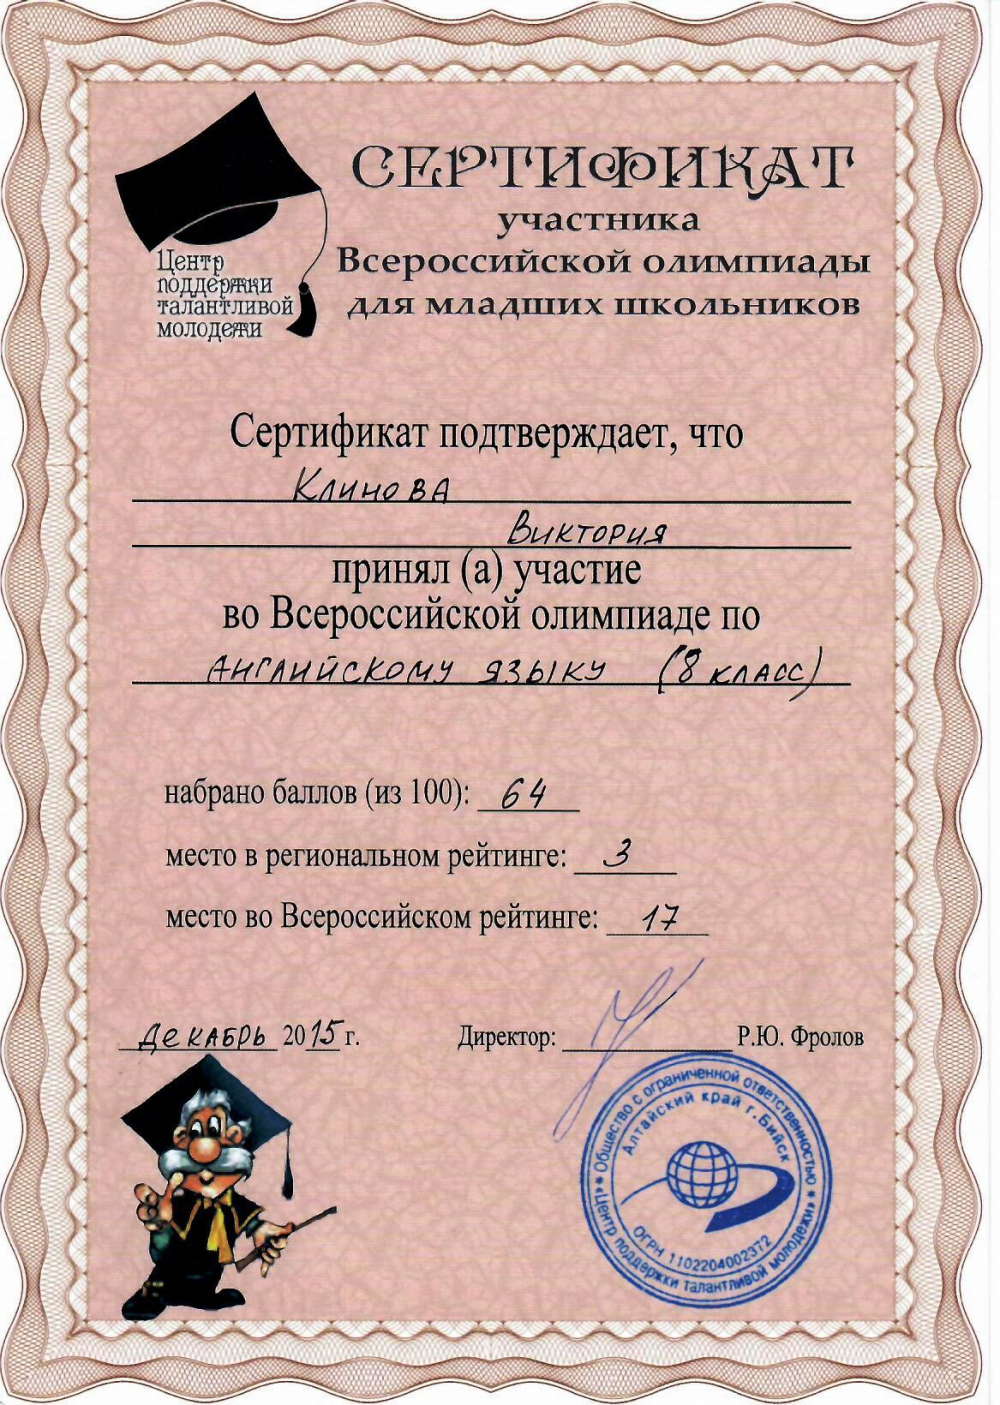 СЕРТИФИКАТ
участника
Всероссийской олимпиады
для младших школьников
Центр
поддержки
талантливой
молодежи
Сертификат подтверждает, что
Клинова
Виктория
принял (а) участие
во Всероссийской олимпиаде по
Английскому языку (8 класс)
набрано баллов (из 100): 64
место в региональном рейтинге: 3
место во Всероссийском рейтинге: 17
Декабрь 2015 г. Директор: Р.Ю. Фролов
Общество с ограниченной ответственностью
«Центр поддержки талантливой молодежи»
Алтайский край г.Бийск
ОГРН 1102204002372